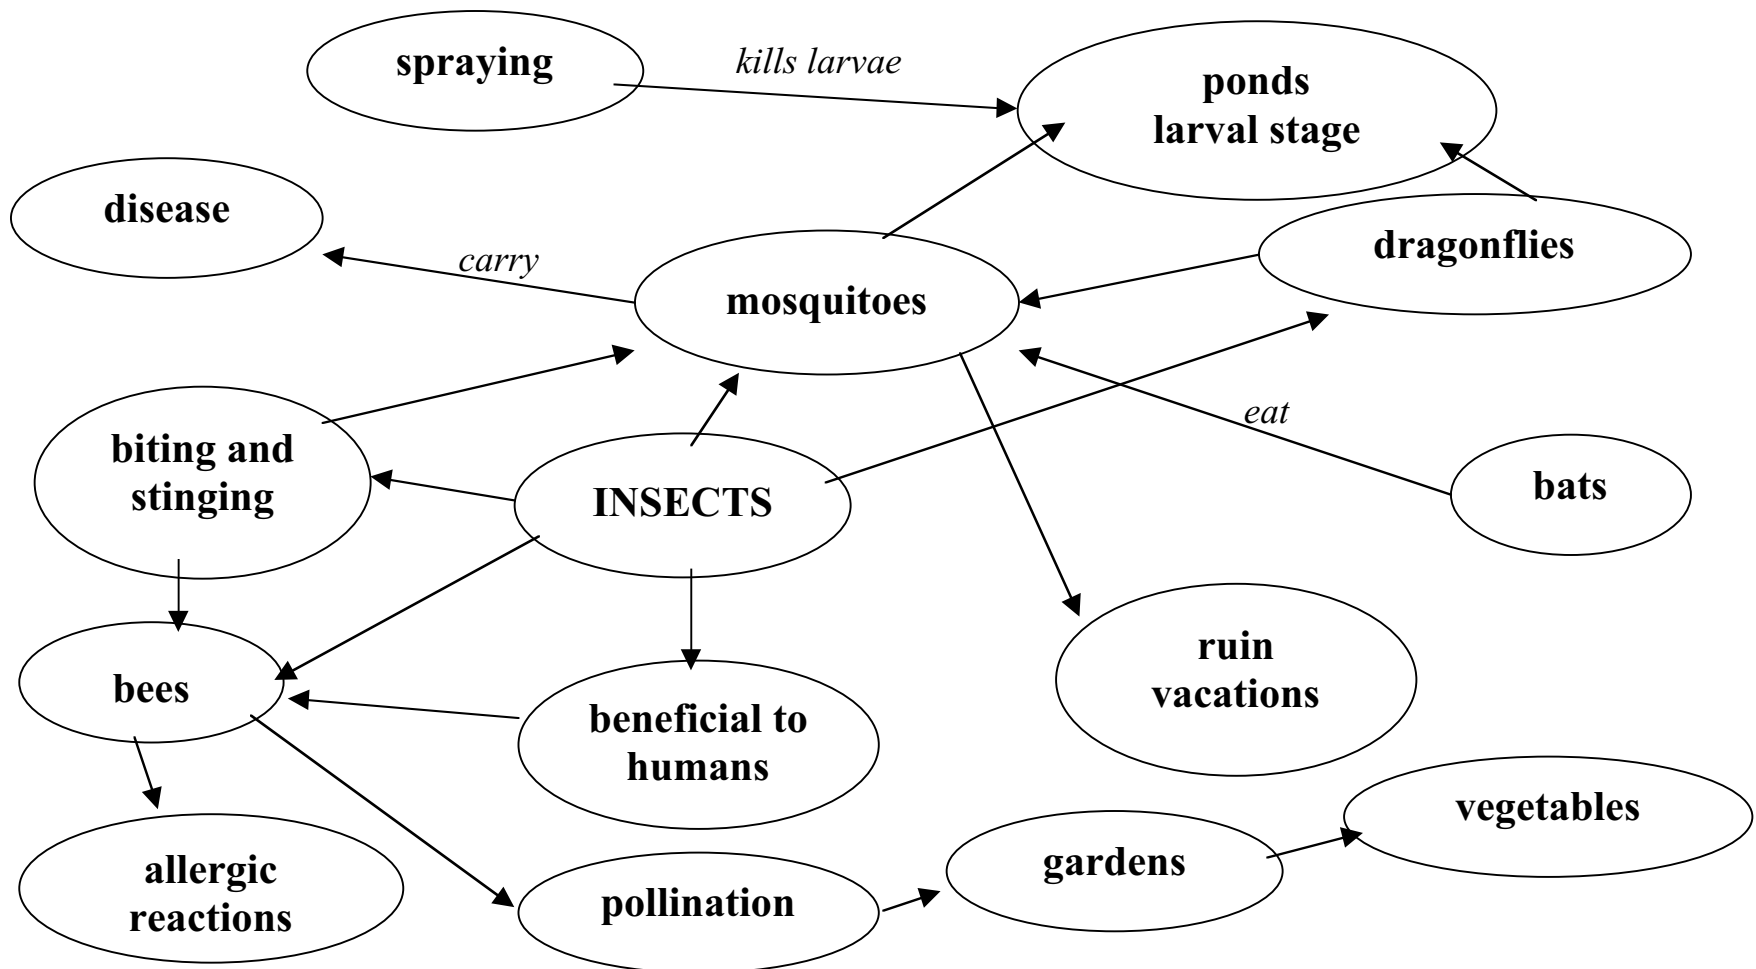 spraying
kills larvae
ponds
larval stage
disease
carry
mosquitoes
dragonflies
biting and
stinging
INSECTS
eat
bats
bees
beneficial to
humans
ruin
vacations
allergic
reactions
pollination
gardens
vegetables